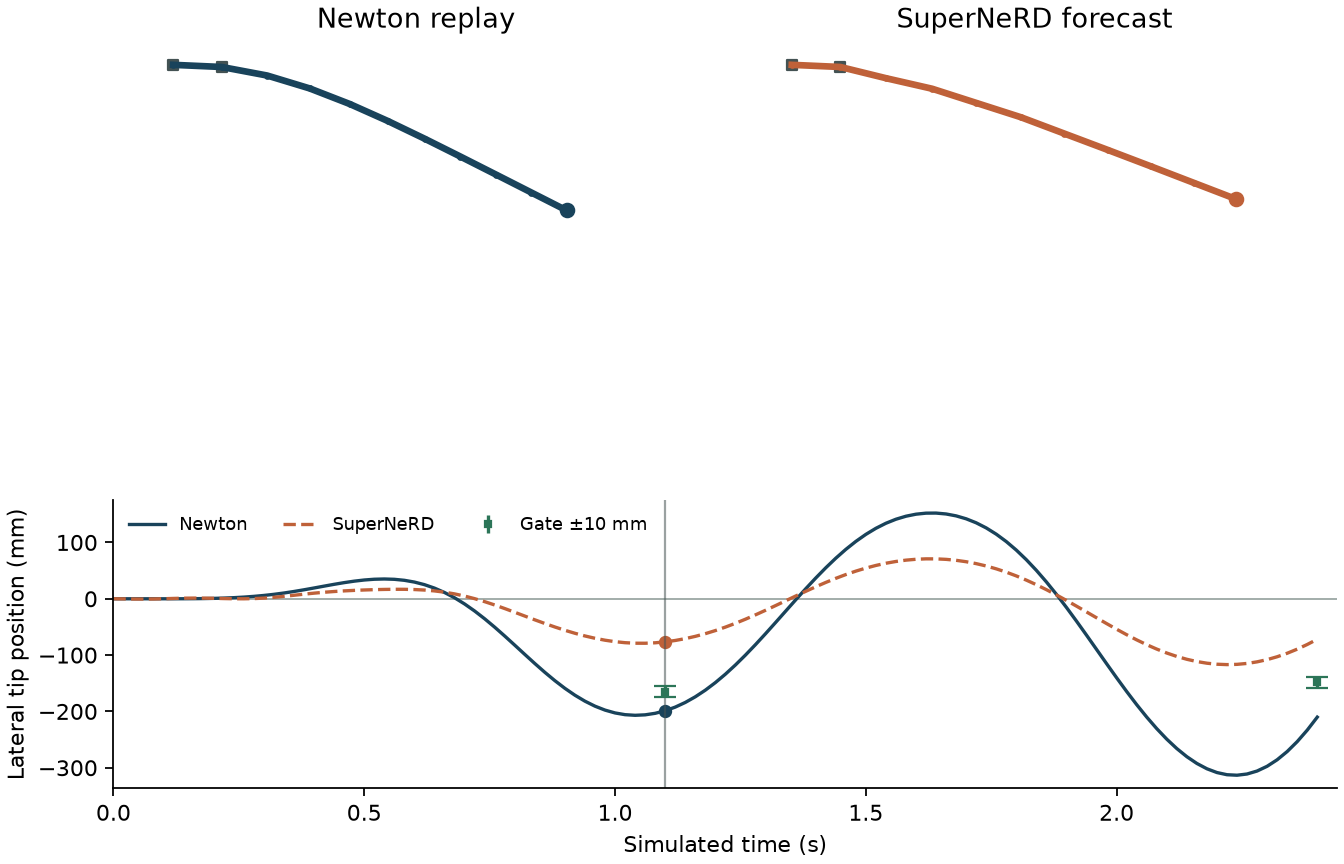 Newton replay
SuperNeRD forecast
Newton
SuperNeRD
Gate ±10 mm
Lateral tip position (mm)
100
0
−100
−200
−300
0.0
0.5
1.0
1.5
2.0
Simulated time (s)